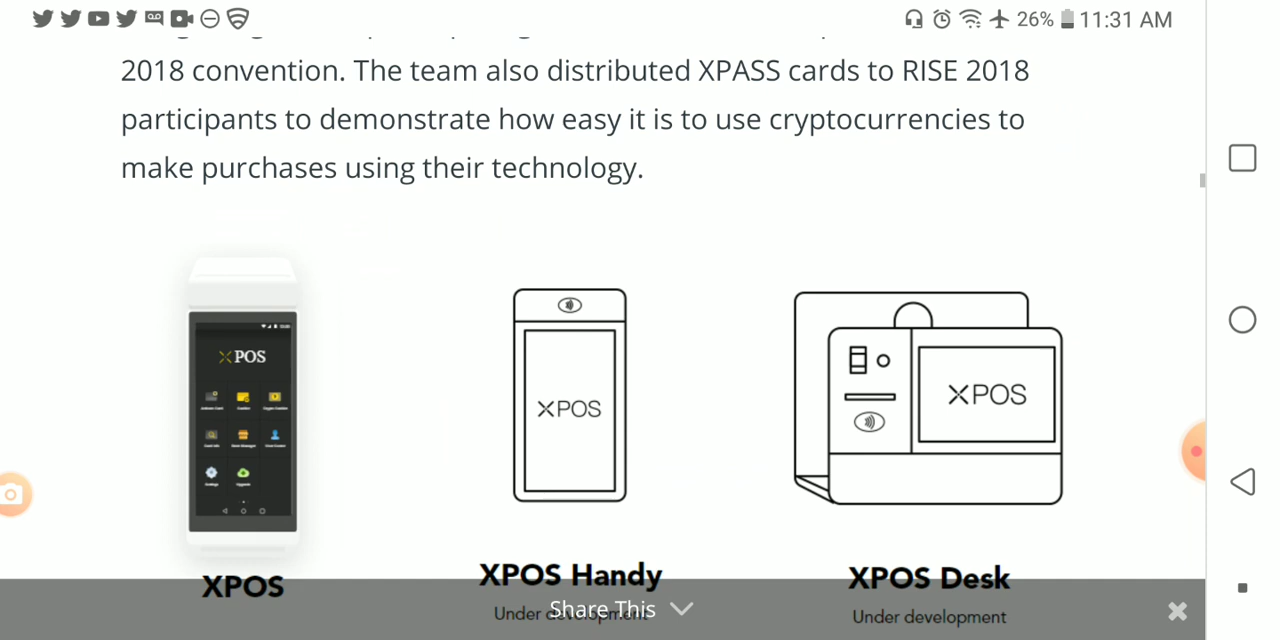 26% 11:31 AM
2018 convention. The team also distributed XPASS cards to RISE 2018
participants to demonstrate how easy it is to use cryptocurrencies to
make purchases using their technology.
XPOS
XPOS
XPOS
XPOS
XPOS Handy
XPOS Desk
Under development
Under development
Share This